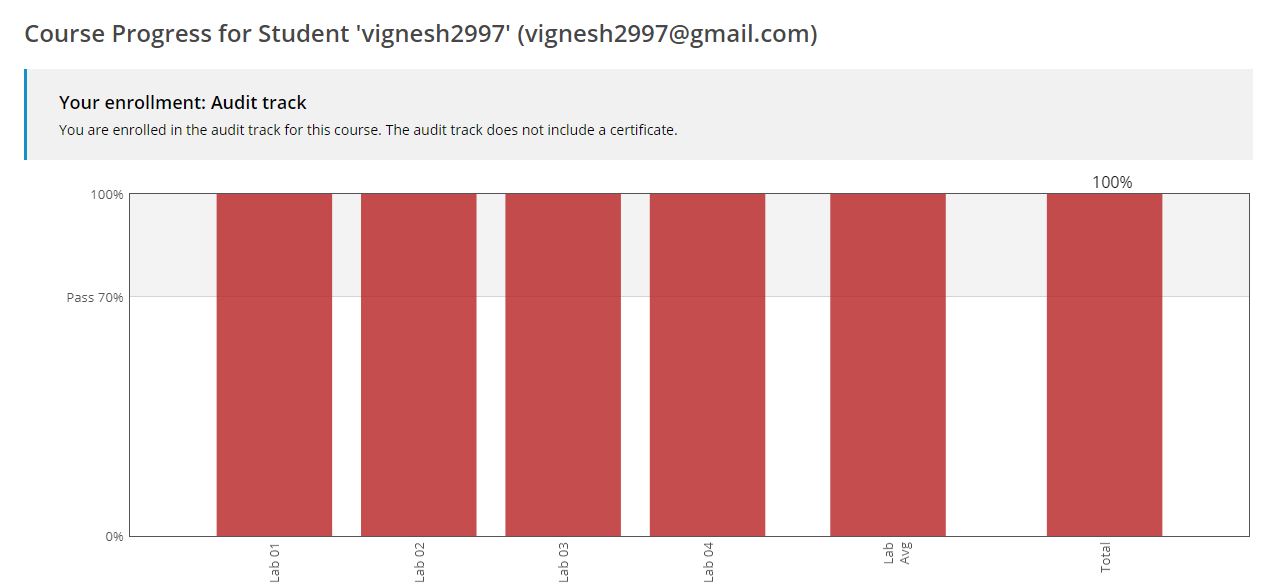 Course Progress for Student 'vignesh2997' (vignesh2997@gmail.com)
Your enrollment: Audit track
You are enrolled in the audit track for this course. The audit track does not include a certificate.
100%
100%
Pass 70%
0%
Lab 01
Lab 02
Lab 03
Lab 04
Lab
Avg
Total